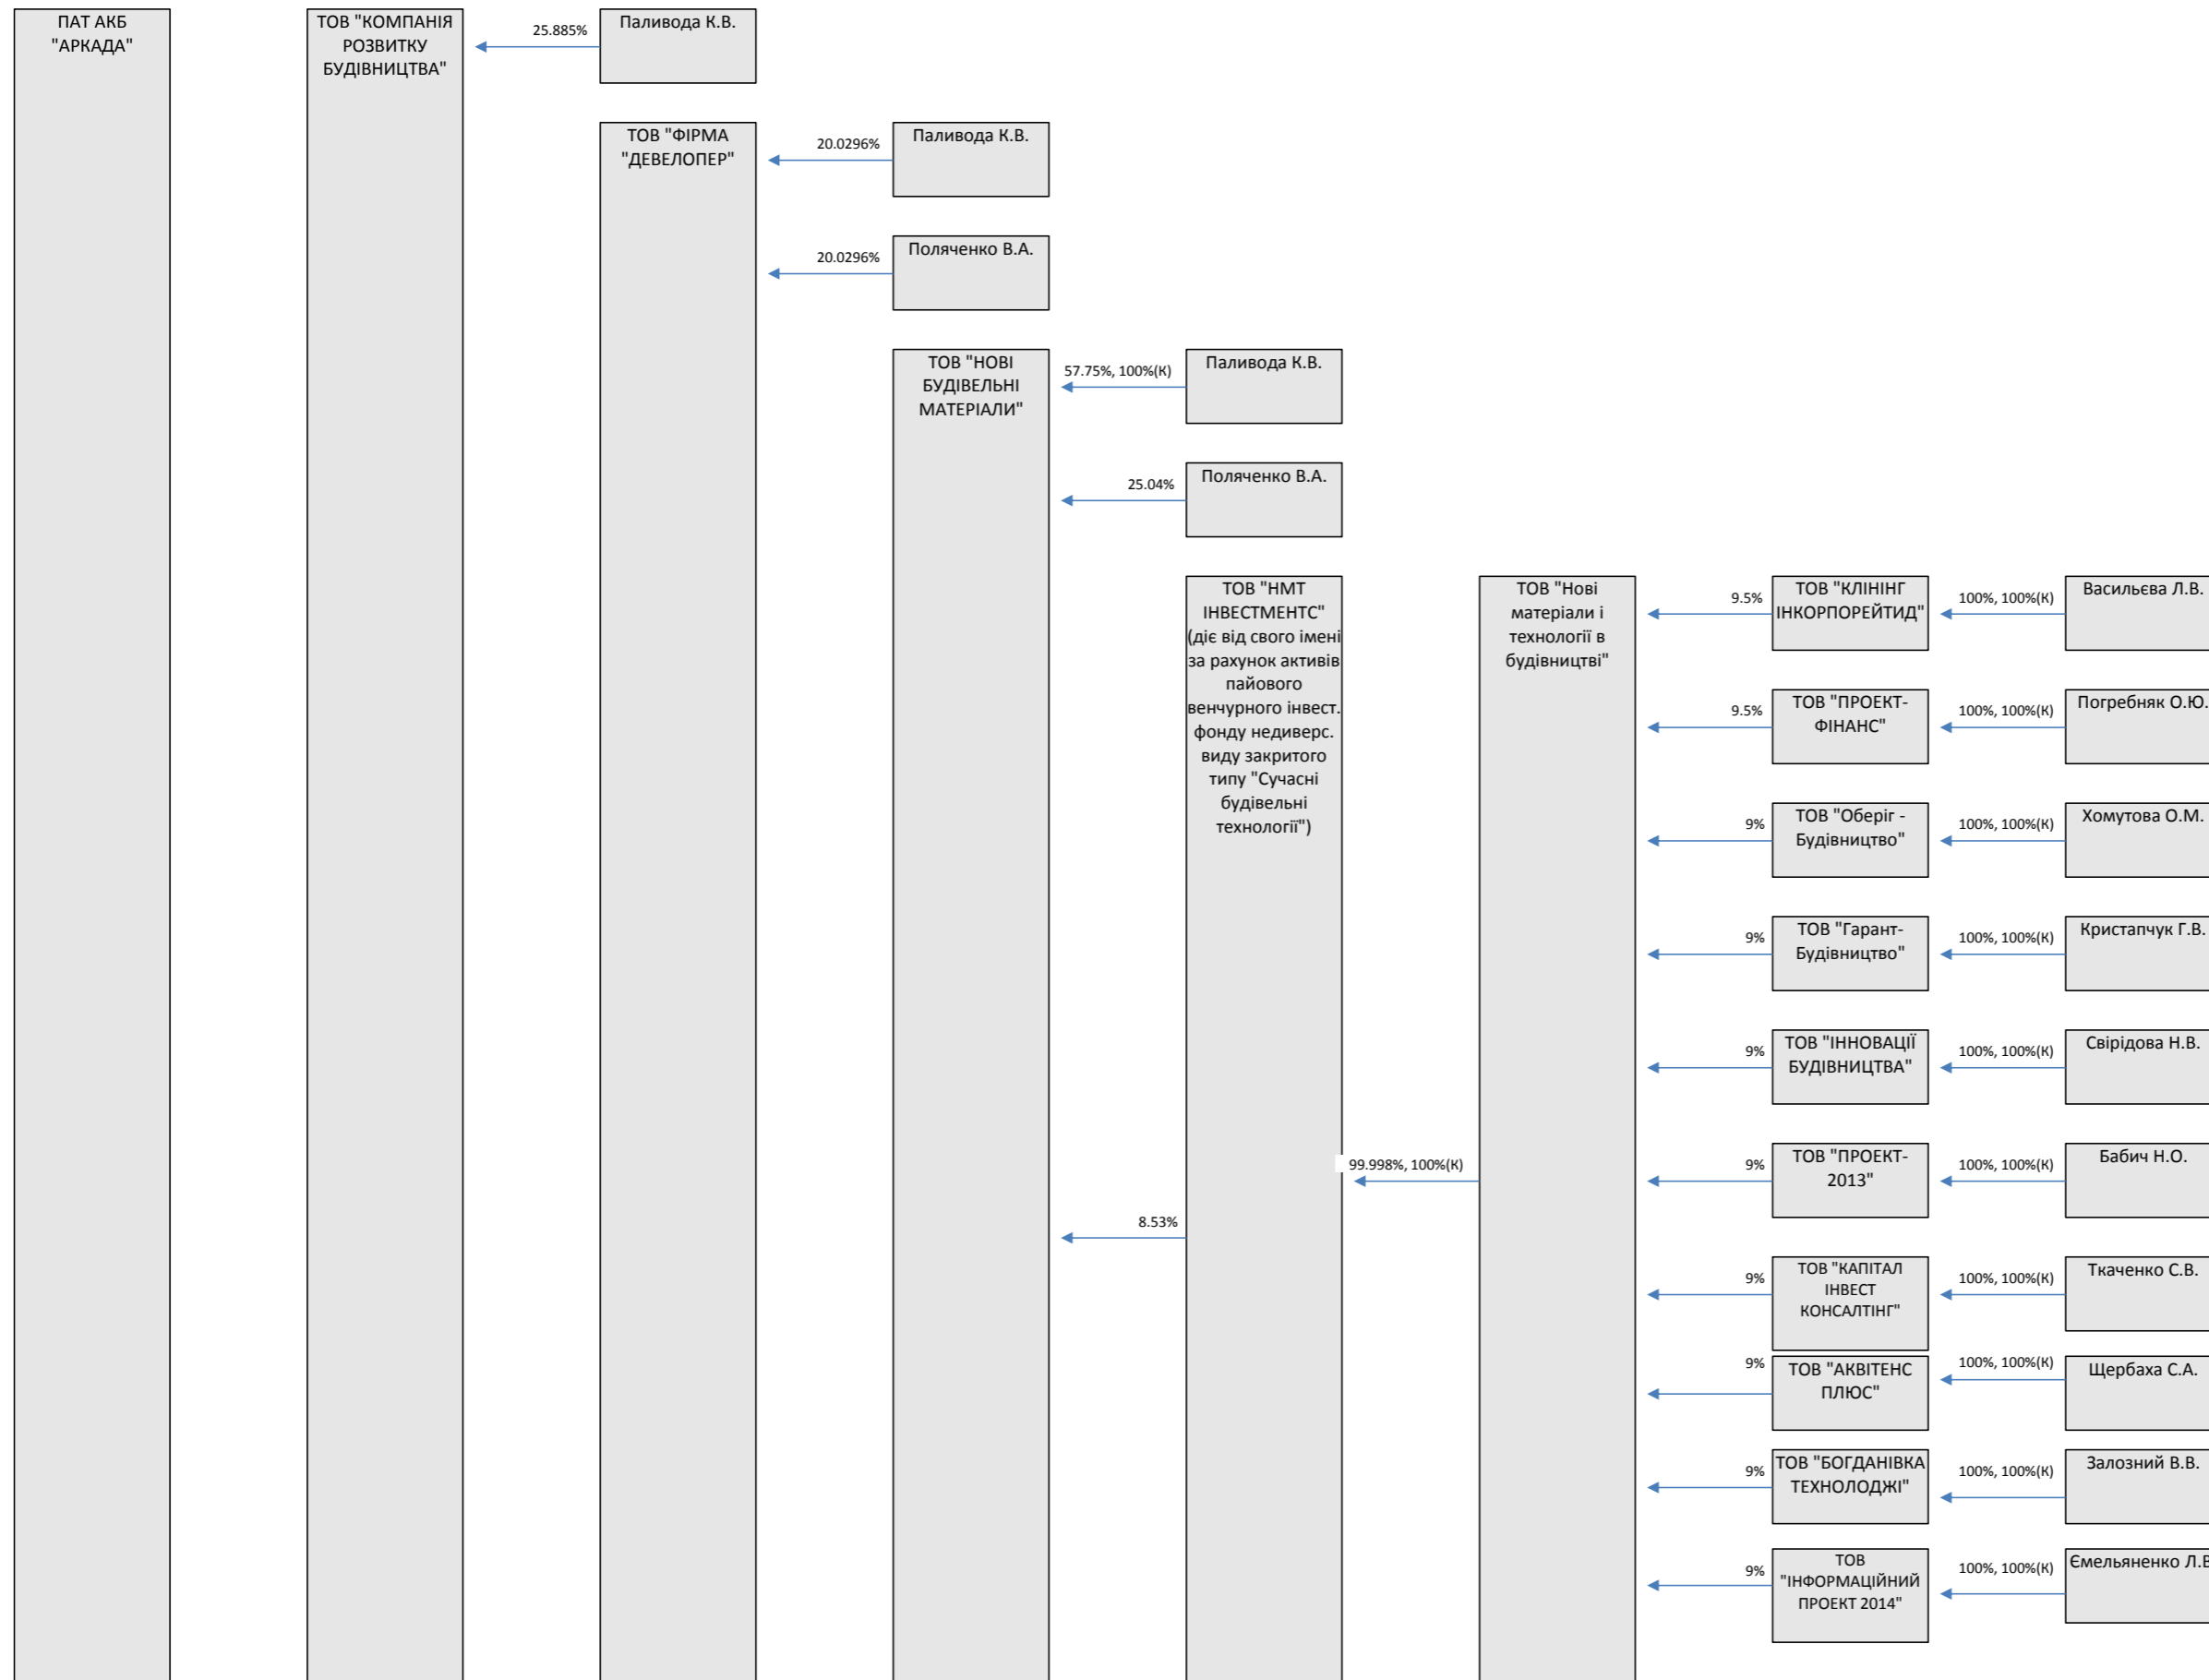 ПАТ АКБ
"АРКАДА"
ТОВ "КОМПАНІЯ
РОЗВИТКУ
БУДІВНИЦТВА"
25.885%
Паливода К.В.
ТОВ "ФІРМА
"ДЕВЕЛОПЕР"
20.0296%
Паливода К.В.
20.0296%
Поляченко В.А.
ТОВ "НОВІ
БУДІВЕЛЬНІ
МАТЕРІАЛИ"
57.75%, 100%(К)
Паливода К.В.
25.04%
Поляченко В.А.
ТОВ "НМТ
ІНВЕСТМЕНТС"
(діє від свого імені
за рахунок активів
пайового
венчурного інвест.
фонду недиверс.
виду закритого
типу "Сучасні
будівельні
технології")
8.53%
99.998%, 100%(К)
ТОВ "Нові
матеріали і
технології в
будівництві"
9.5%
ТОВ "КЛІНІНГ
ІНКОРПОРЕЙТИД"
100%, 100%(К)
Васильєва Л.В.
9.5%
ТОВ "ПРОЕКТ-
ФІНАНС"
100%, 100%(К)
Погребняк О.Ю.
9%
ТОВ "Оберіг -
Будівництво"
100%, 100%(К)
Хомутова О.М.
9%
ТОВ "Гарант-
Будівництво"
100%, 100%(К)
Кристапчук Г.В.
9%
ТОВ "ІННОВАЦІЇ
БУДІВНИЦТВА"
100%, 100%(К)
Свірідова Н.В.
9%
ТОВ "ПРОЕКТ-
2013"
100%, 100%(К)
Бабич Н.О.
9%
ТОВ "КАПІТАЛ
ІНВЕСТ
КОНСАЛТІНГ"
100%, 100%(К)
Ткаченко С.В.
9%
ТОВ "АКВІТЕНС
ПЛЮС"
100%, 100%(К)
Щербаха С.А.
9%
ТОВ "БОГДАНІВКА
ТЕХНОЛОДЖІ"
100%, 100%(К)
Залозний В.В.
9%
ТОВ
"ІНФОРМАЦІЙНИЙ
ПРОЕКТ 2014"
100%, 100%(К)
Ємельяненко Л.В